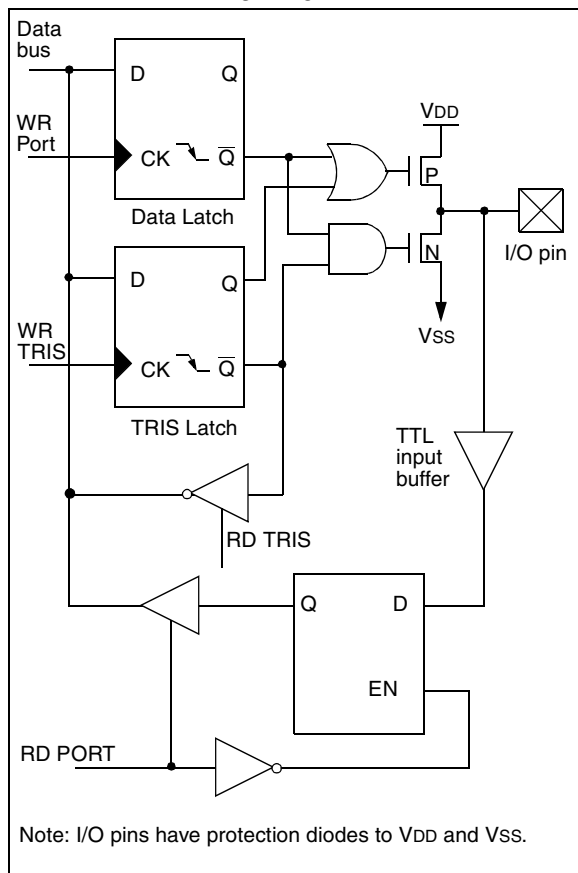 Data
bus
D
Q
WR
Port
CK
Q
Data Latch
VDD
P
N
I/O pin
VSS
D
Q
WR
TRIS
CK
Q
TRIS Latch
TTL
input
buffer
RD TRIS
Q
D
EN
RD PORT
Note: I/O pins have protection diodes to VDD and VSS.